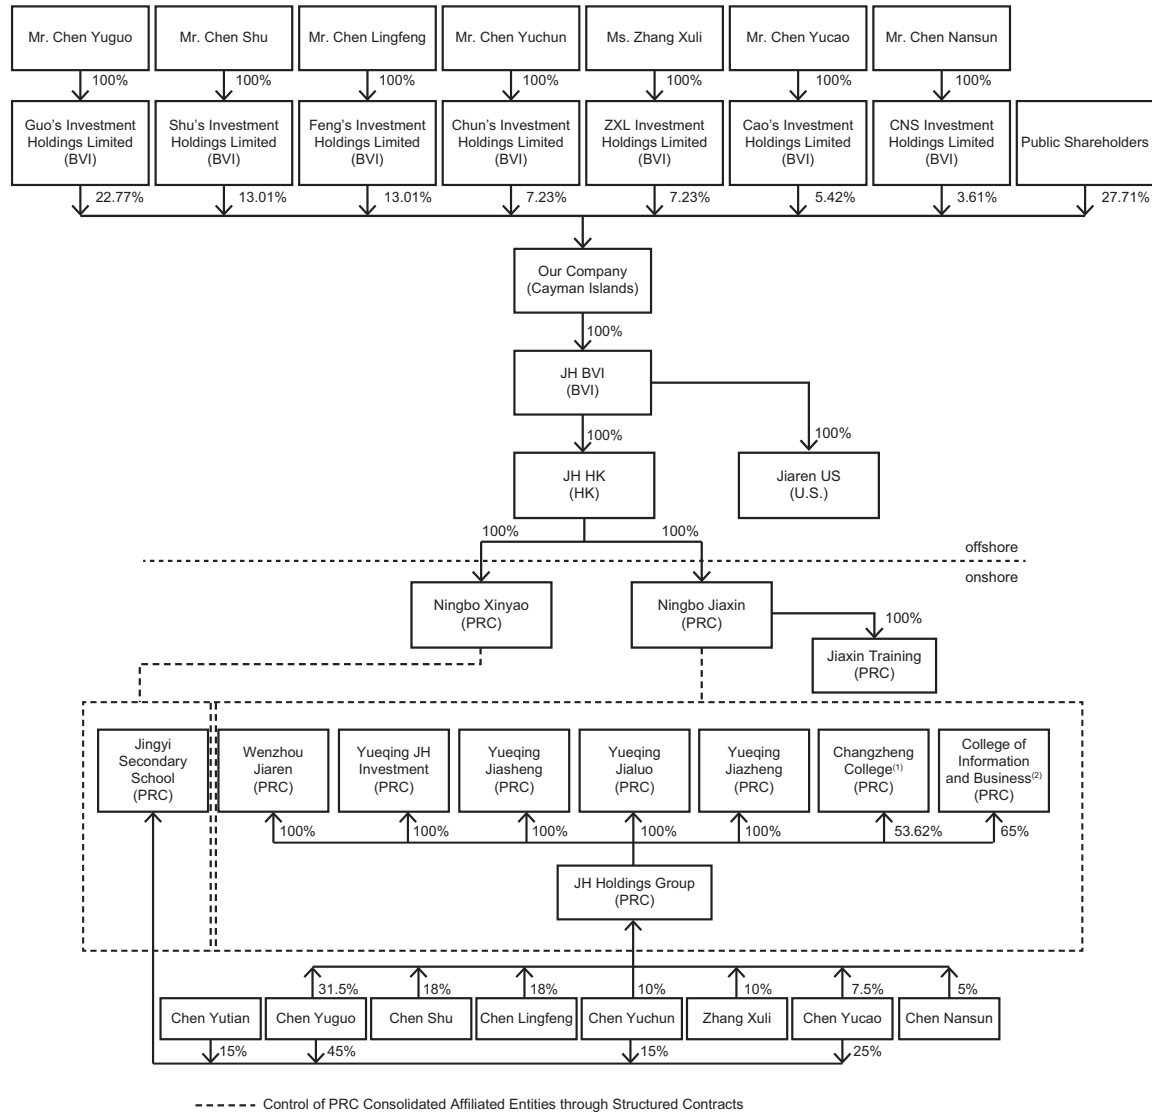 Mr. Chen Yuguo
Mr. Chen Shu
Mr. Chen Lingfeng
Mr. Chen Yuchun
Ms. Zhang Xuli
Mr. Chen Yucao
Mr. Chen Nansun
100%
100%
100%
100%
100%
100%
100%
Guo's Investment
Holdings Limited
(BVI)
Shu's Investment
Holdings Limited
(BVI)
Feng's Investment
Holdings Limited
(BVI)
Chun's Investment
Holdings Limited
(BVI)
ZXL Investment
Holdings Limited
(BVI)
Cao's Investment
Holdings Limited
(BVI)
CNS Investment
Holdings Limited
(BVI)
Public Shareholders
22.77%
13.01%
13.01%
7.23%
7.23%
5.42%
3.61%
27.71%
Our Company
(Cayman Islands)
100%
JH BVI
(BVI)
100%
100%
JH HK
(HK)
Jiaren US
(U.S.)
100%
100%
offshore
onshore
Ningbo Xinyao
(PRC)
Ningbo Jiaxin
(PRC)
100%
Jiaxin Training
(PRC)
Jingyi
Secondary
School
(PRC)
Wenzhou
Jiaren
(PRC)
Yueqing JH
Investment
(PRC)
Yueqing
Jiasheng
(PRC)
Yueqing
Jialuo
(PRC)
Yueqing
Jiazheng
(PRC)
Changzheng
College(1)
(PRC)
College of
Information
and Business(2)
(PRC)
100%
100%
100%
100%
100%
53.62%
65%
JH Holdings Group
(PRC)
31.5%
18%
18%
10%
10%
7.5%
5%
Chen Yutian
Chen Yuguo
Chen Shu
Chen Lingfeng
Chen Yuchun
Zhang Xuli
Chen Yucao
Chen Nansun
15%
45%
15%
25%
Control of PRC Consolidated Affiliated Entities through Structured Contracts